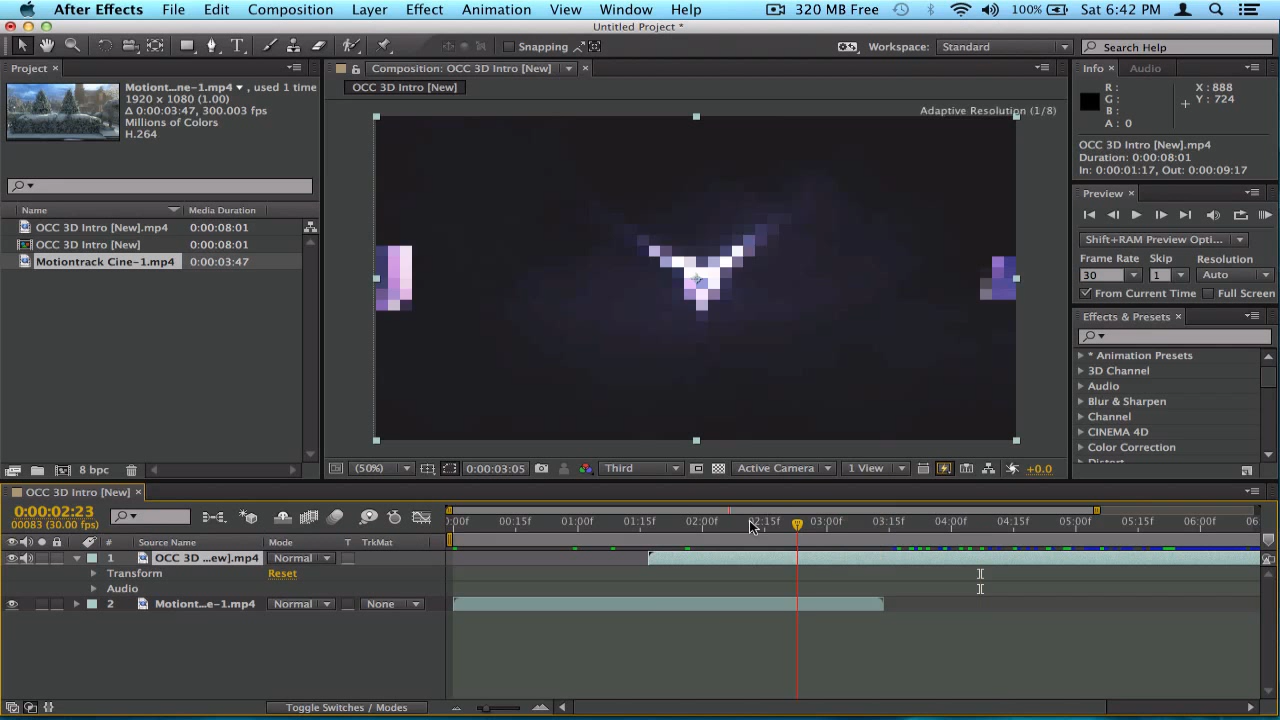 After Effects File Edit Composition Layer Effect Animation View Window Help 320 MB Free 100% Sat 6:42 PM
Untitled Project *
Snapping Workspace: Standard Search Help
Project Composition: OCC 3D Intro [New] Info Audio
Motiont...ne-1.mp4 , used 1 time
1920 x 1080 (1.00)
Δ 0:00:03:47, 300.003 fps
Millions of Colors
H.264
OCC 3D Intro [New]
Adaptive Resolution (1/8)
R :
G :
B :
A : 0
X : 888
Y : 724
OCC 3D Intro [New].mp4
Duration: 0:00:08:01
In: 0:00:01:17, Out: 0:00:09:17
Name Media Duration
OCC 3D Intro [New].mp4 0:00:08:01
OCC 3D Intro [New] 0:00:08:01
Motiontrack Cine-1.mp4 0:00:03:47
Preview
Shift+RAM Preview Opti...
Frame Rate Skip Resolution
30 1 Auto
From Current Time Full Screen
Effects & Presets
* Animation Presets
3D Channel
Audio
Blur & Sharpen
Channel
CINEMA 4D
Color Correction
Distort
8 bpc
(50%) 0:00:03:05 Third Active Camera 1 View +0.0
OCC 3D Intro [New]
0:00:02:23
00083 (30.00 fps)
:00f 00:15f 01:00f 01:15f 02:00f 02:15f 03:00f 03:15f 04:00f 04:15f 05:00f 05:15f 06:00f 06
# Source Name Mode T TrkMat
1 OCC 3D ...ew].mp4 Normal
Transform Reset
Audio
2 Motiont...e-1.mp4 Normal None
Toggle Switches / Modes